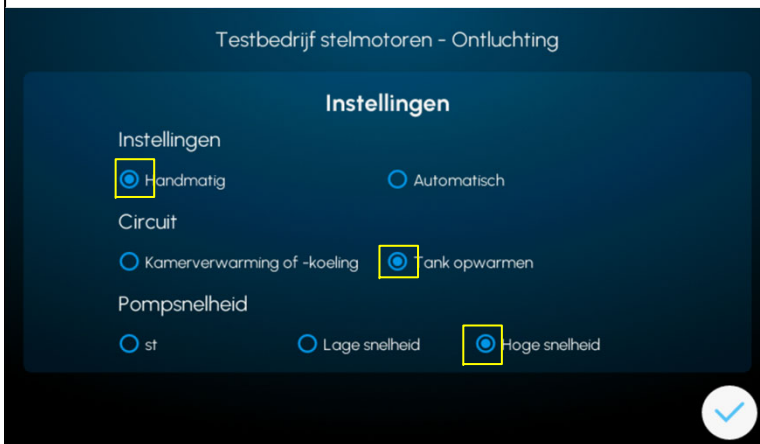 Testbedrijf stelmotoren - Ontluchting
Instellingen
Instellingen
Handmatig Automatisch
Circuit
Kamerverwarming of -koeling Tank opwarmen
Pompsnelheid
st Lage snelheid Hoge snelheid